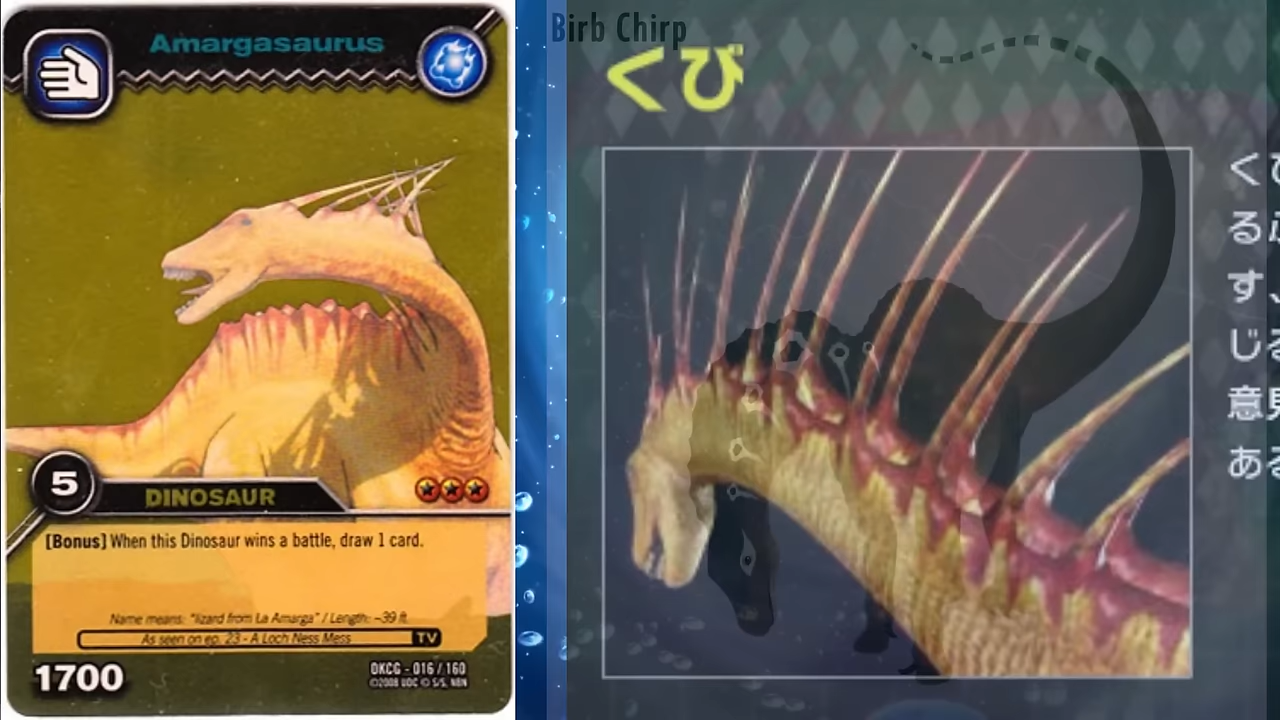 Amargasaurus
5
DINOSAUR
[Bonus] When this Dinosaur wins a battle, draw 1 card.
Name means: "lizard from La Amarga" / Length: ~39 ft.
As seen on ep. 23 - A Loch Ness Mess TV
1700
DKCG - 016/160
©2008 UDC © S/S, NBN
Birb Chirp
くび
く
る
す、
じ
意
あ